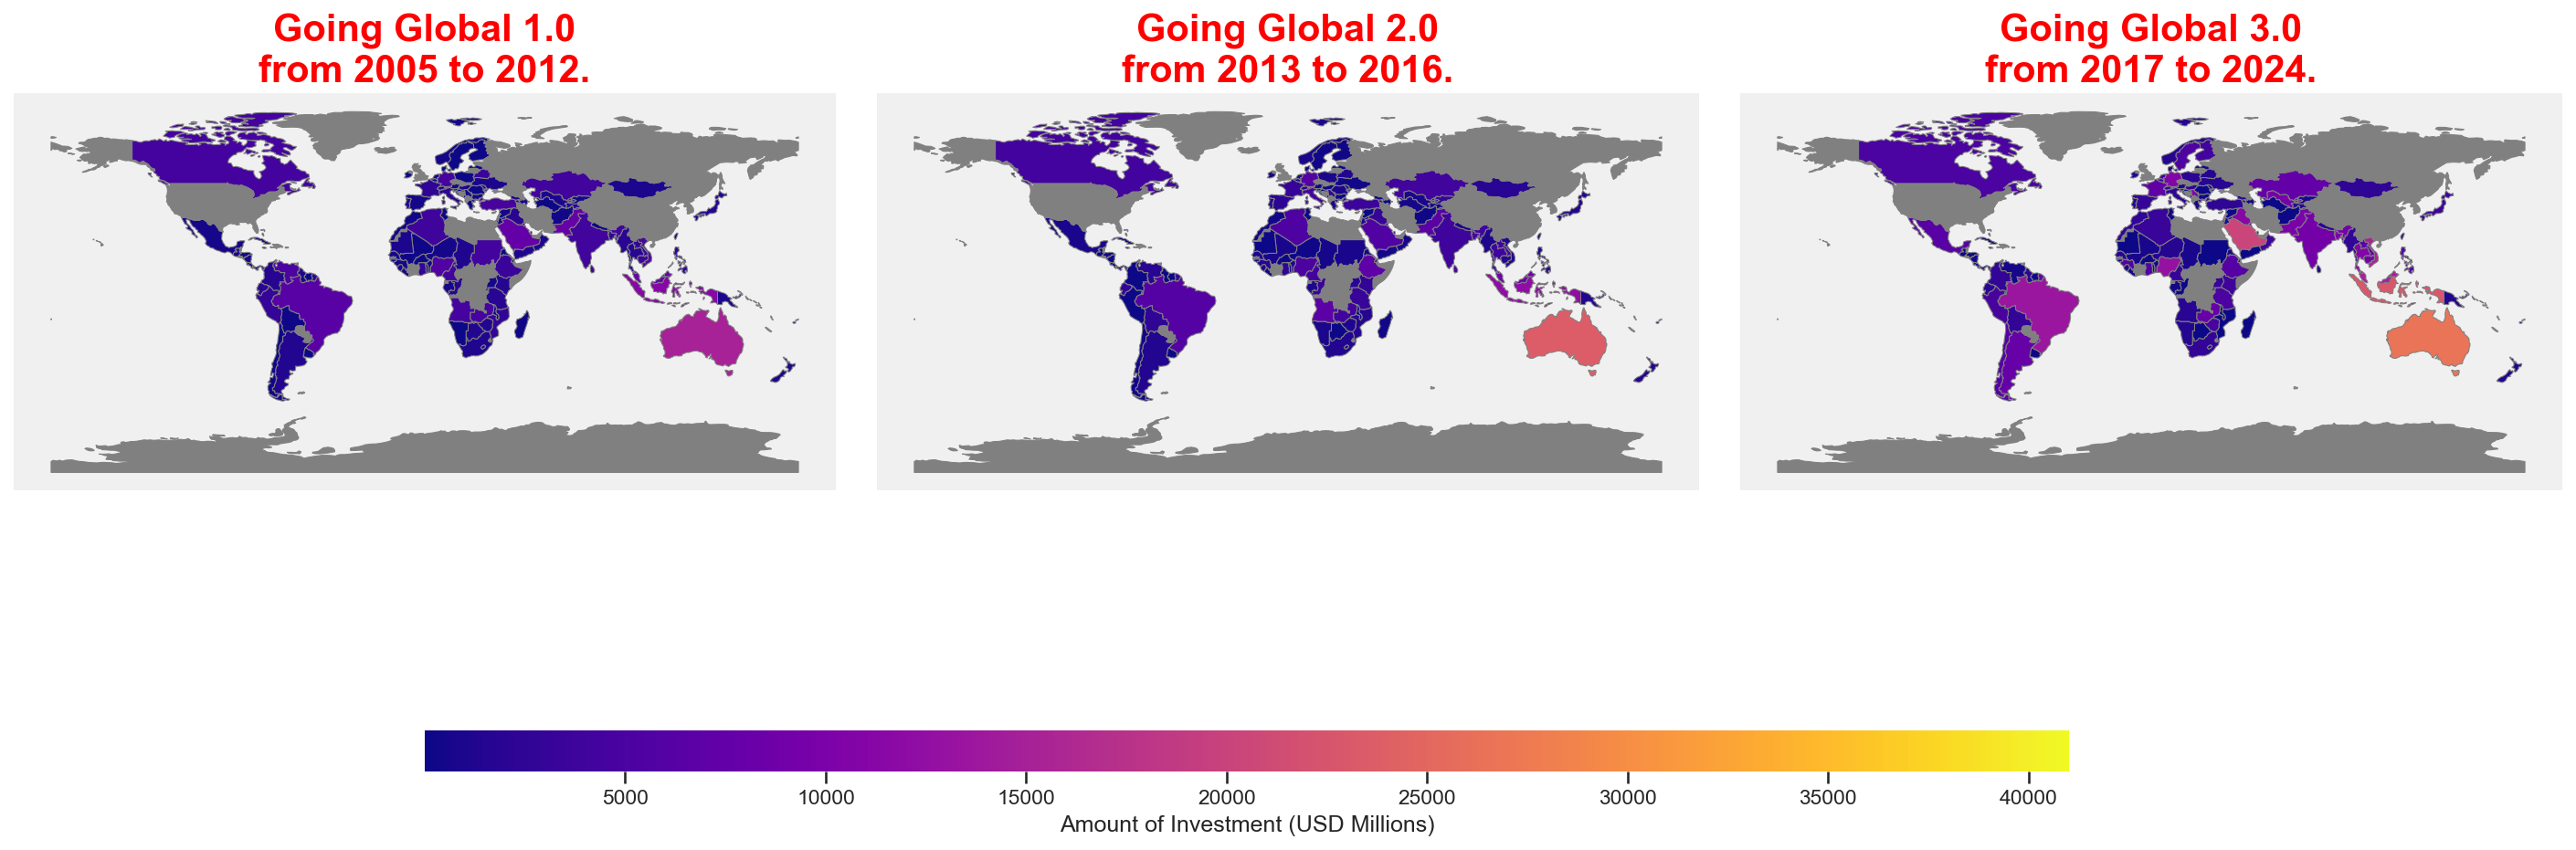 Going Global 1.0
from 2005 to 2012.
Going Global 2.0
from 2013 to 2016.
Going Global 3.0
from 2017 to 2024.
5000 10000 15000 20000 25000 30000 35000 40000
Amount of Investment (USD Millions)